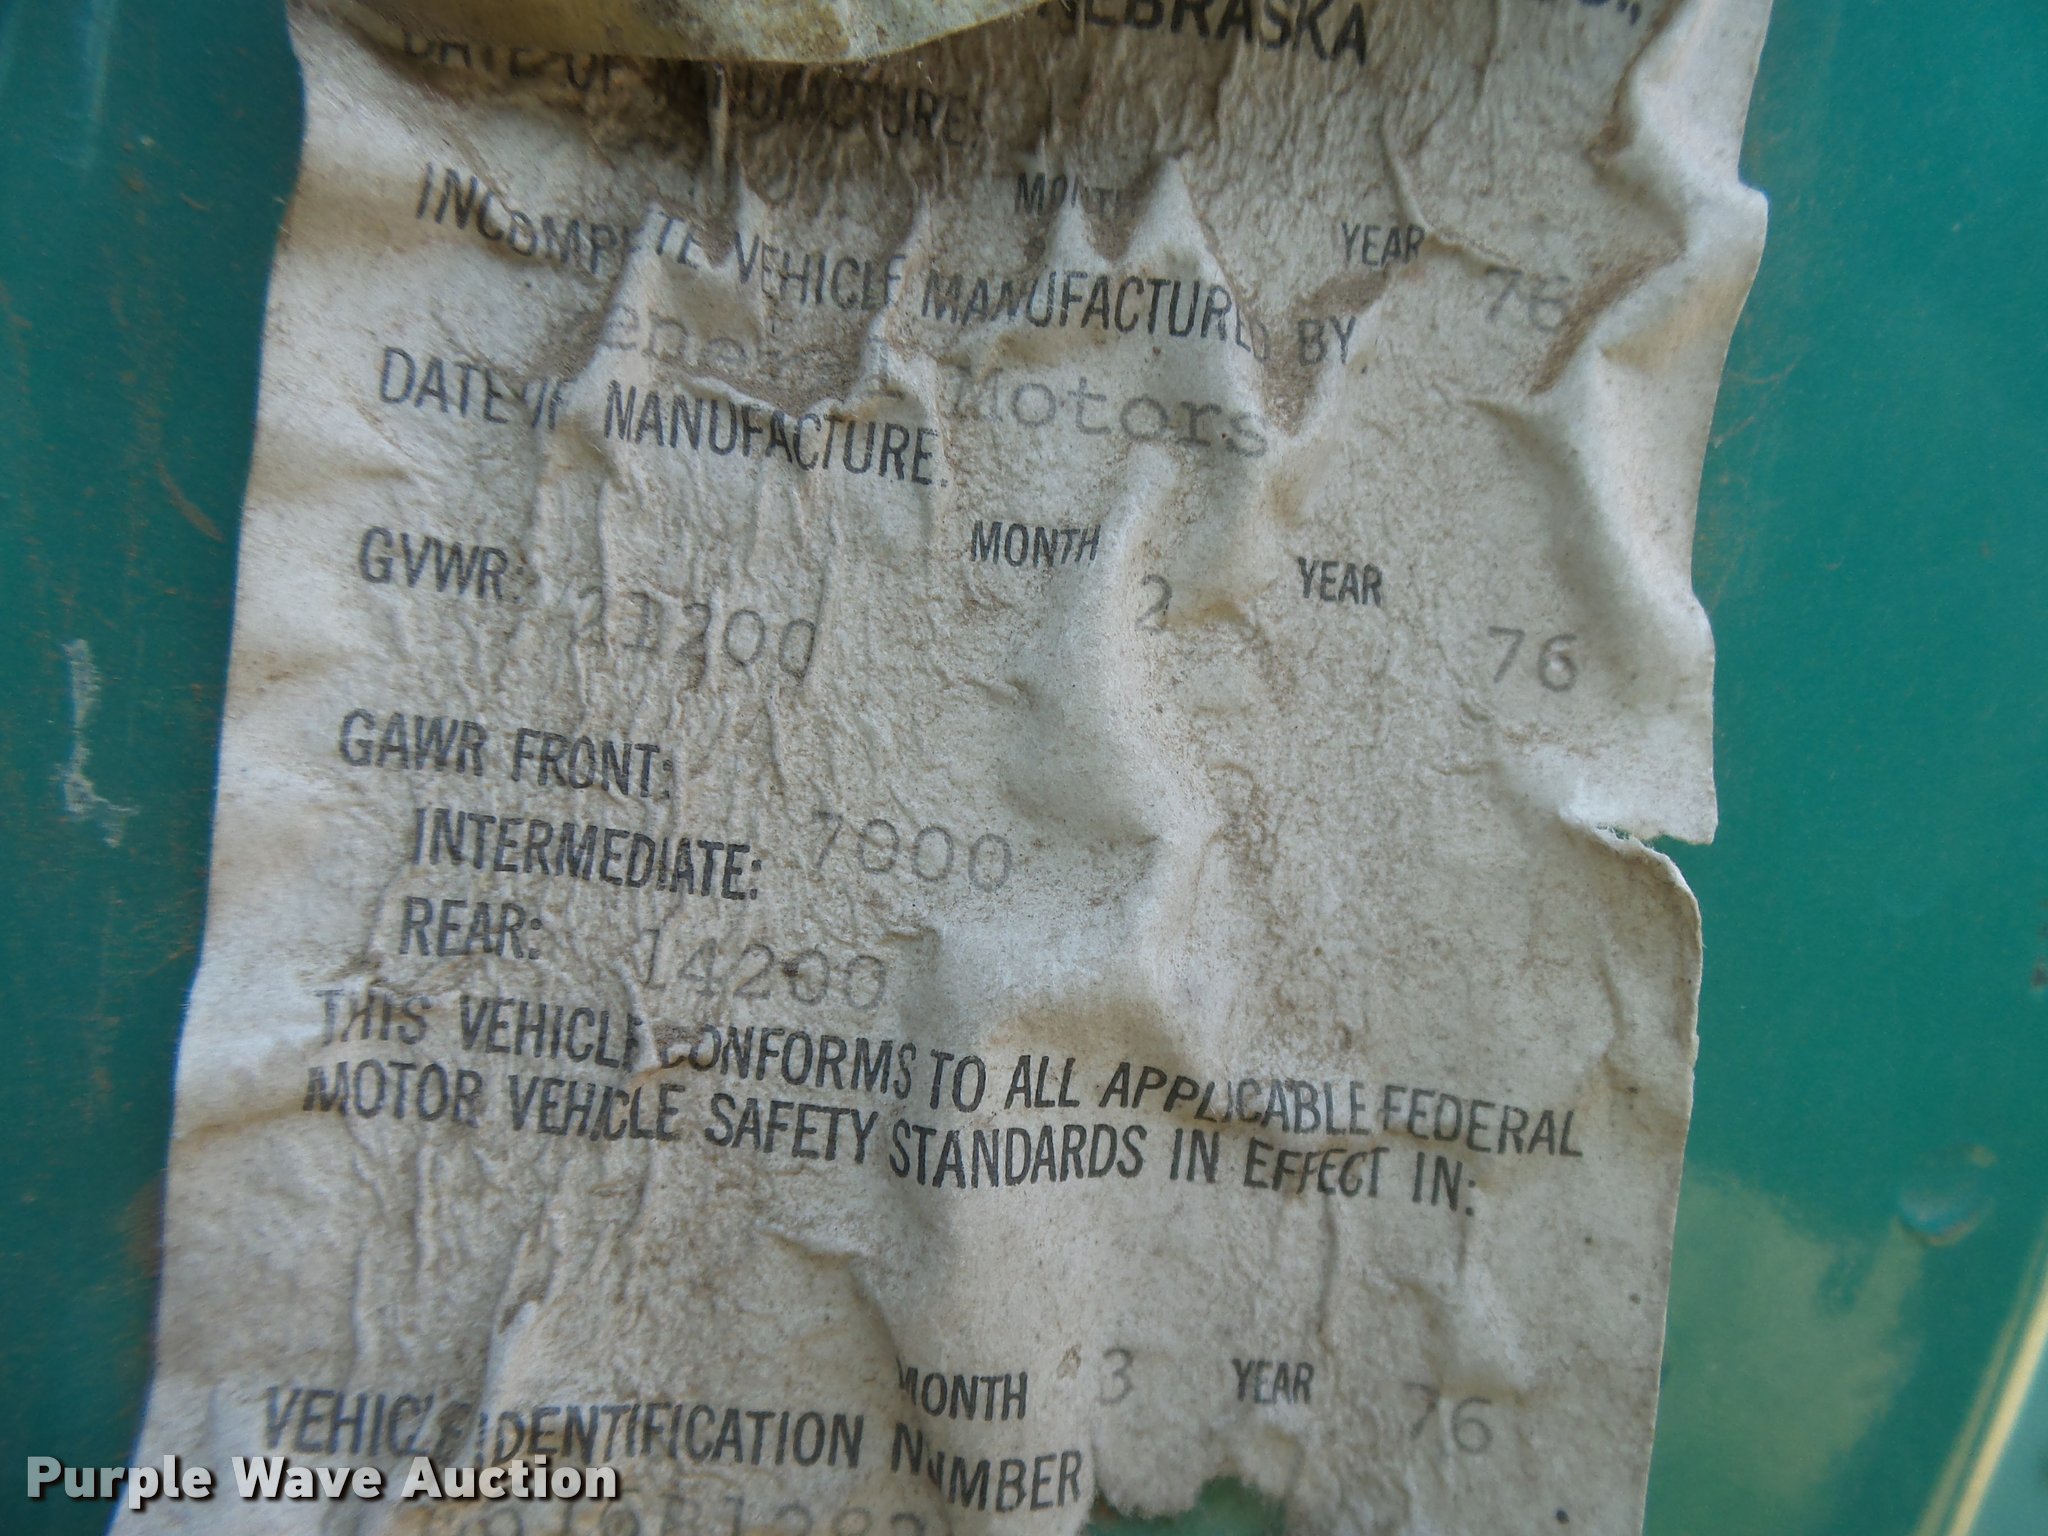 NEBRASKA
DATE OF MANUFACTURE:
MONTH YEAR 76
INCOMPLETE VEHICLE MANUFACTURED BY
General Motors
DATE OF MANUFACTURE:
MONTH 2 YEAR 76
GVWR: 21200
GAWR FRONT: 7000
INTERMEDIATE:
REAR: 14200
THIS VEHICLE CONFORMS TO ALL APPLICABLE FEDERAL
MOTOR VEHICLE SAFETY STANDARDS IN EFFECT IN:
MONTH 3 YEAR 76
VEHICLE IDENTIFICATION NUMBER
Purple Wave Auction